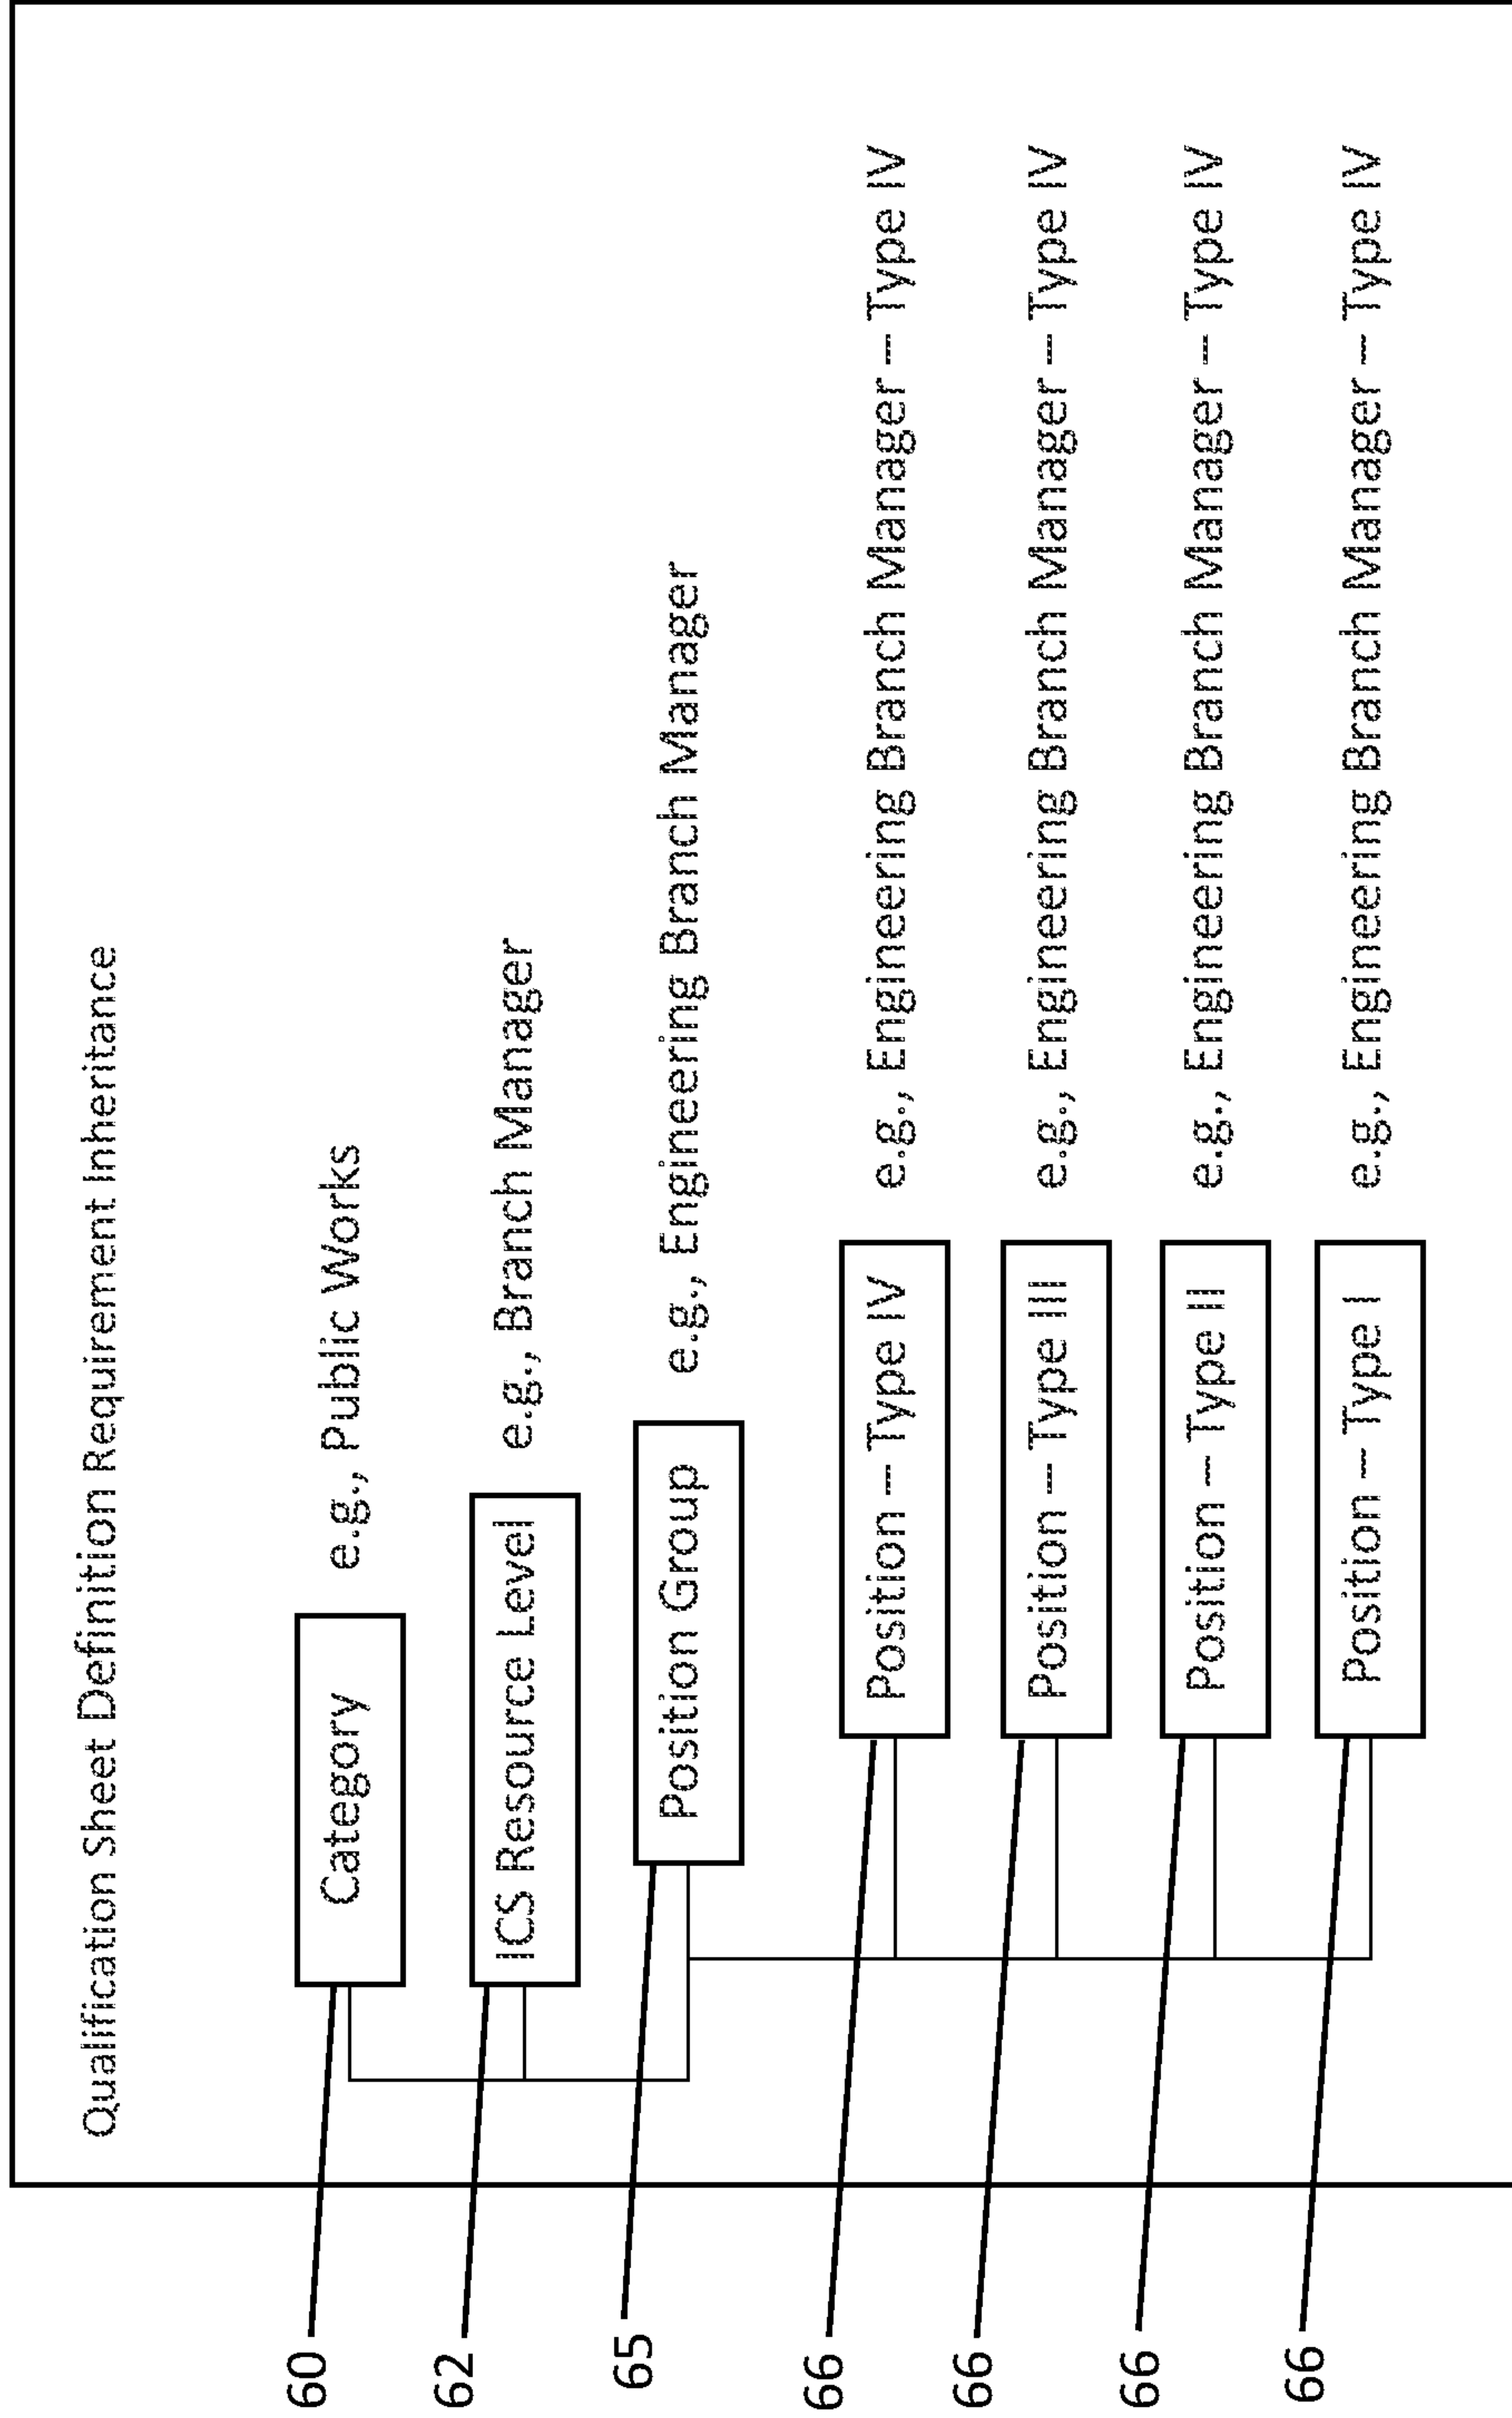 Qualification Sheet Definition Requirement Inheritance
60 Category e.g., Public Works
62 ICS Resource Level e.g., Branch Manager
65 Position Group e.g., Engineering Branch Manager
66 Position – Type IV e.g., Engineering Branch Manager – Type IV
66 Position – Type III e.g., Engineering Branch Manager – Type IV
66 Position – Type II e.g., Engineering Branch Manager – Type IV
66 Position – Type I e.g., Engineering Branch Manager – Type IV